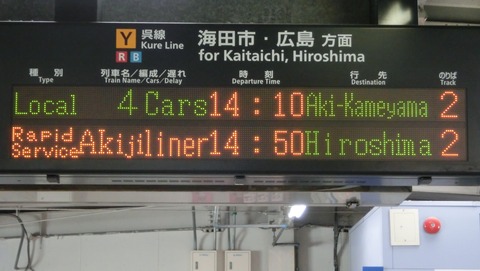 Y 呉線 海田市・広島 方面
R B Kure Line for Kaitaichi, Hiroshima
種別 列車名／編成／遅れ 時刻 行先 のりば
Type Train Name / Cars / Delay Departure Time Destination Track
Local 4 Cars 14:10 Aki-Kameyama 2
Rapid Service Akijiliner 14:50 Hiroshima 2